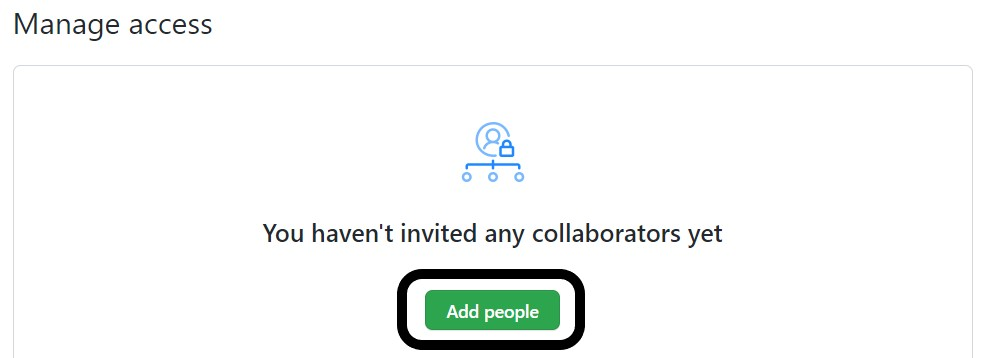 Manage access
You haven't invited any collaborators yet
Add people